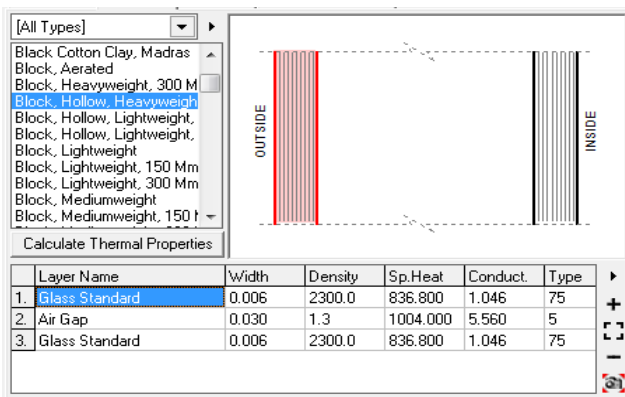 [All Types]
Black Cotton Clay, Madras
Block, Aerated
Block, Heavyweight, 300 M
Block, Hollow, Heavyweigh
Block, Hollow, Lightweight,
Block, Hollow, Lightweight,
Block, Lightweight
Block, Lightweight, 150 Mm
Block, Lightweight, 300 Mm
Block, Mediumweight
Block, Mediumweight, 150 M
Calculate Thermal Properties
OUTSIDE
INSIDE
Layer Name Width Density Sp.Heat Conduct. Type
1. Glass Standard 0.006 2300.0 836.800 1.046 75
2. Air Gap 0.030 1.3 1004.000 5.560 5
3. Glass Standard 0.006 2300.0 836.800 1.046 75